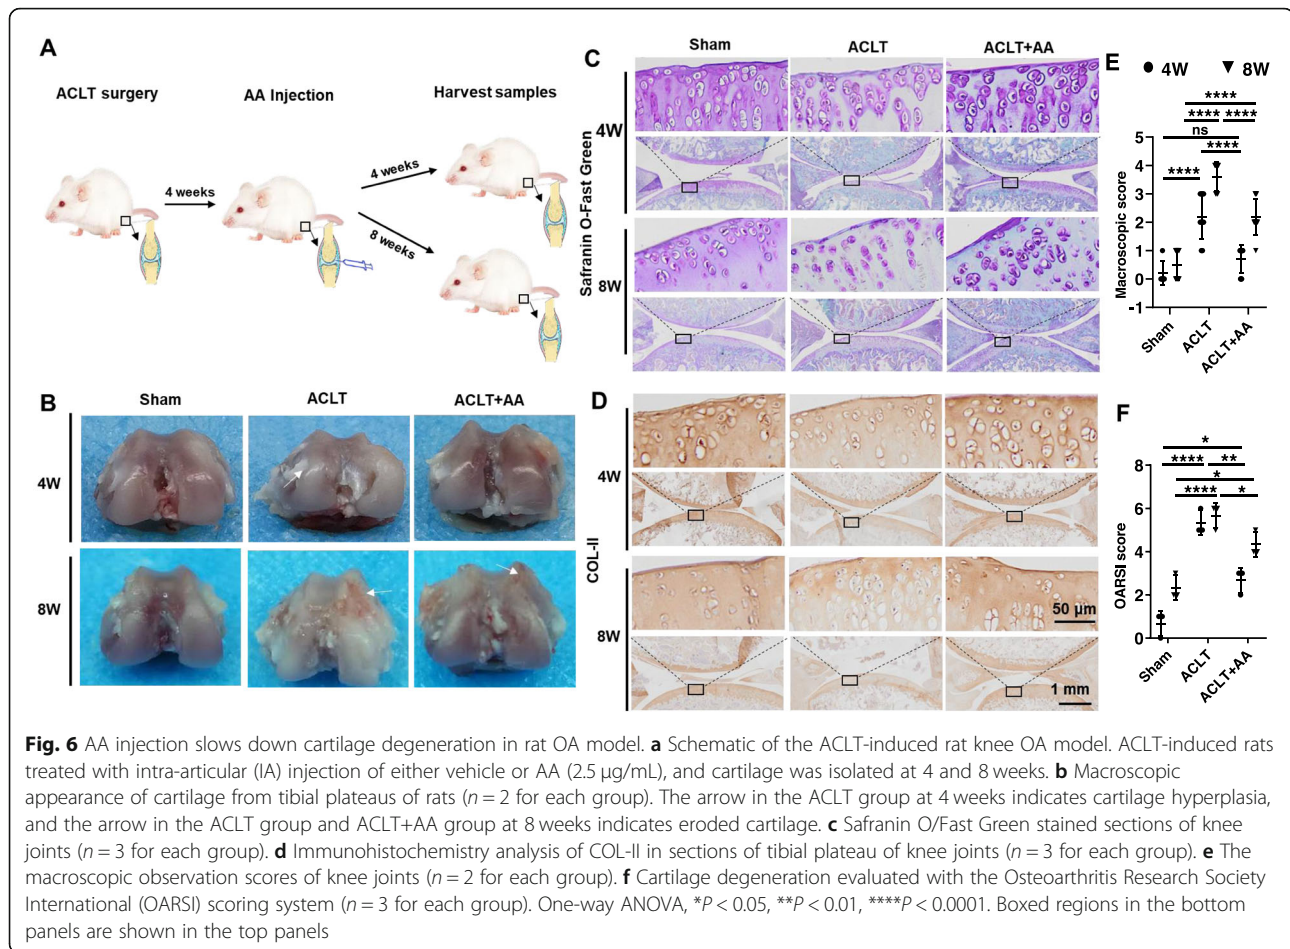 A
ACLT surgery
AA Injection
Harvest samples
4 weeks
4 weeks
8 weeks
B
Sham
ACLT
ACLT+AA
4W
8W
C
Sham
ACLT
ACLT+AA
Safranin O-Fast Green
4W
8W
D
COL-II
4W
8W
50 μm
1 mm
E
4W
8W
****
**** ****
ns
****
****
Macroscopic score
5
4
3
2
1
0
-1
Sham
ACLT
ACLT+AA
F
*
**** **
*
**** *
OARSI score
8
6
4
2
0
Sham
ACLT
ACLT+AA
Fig. 6 AA injection slows down cartilage degeneration in rat OA model. a Schematic of the ACLT-induced rat knee OA model. ACLT-induced rats
treated with intra-articular (IA) injection of either vehicle or AA (2.5 μg/mL), and cartilage was isolated at 4 and 8 weeks. b Macroscopic
appearance of cartilage from tibial plateaus of rats (n = 2 for each group). The arrow in the ACLT group at 4 weeks indicates cartilage hyperplasia,
and the arrow in the ACLT group and ACLT+AA group at 8 weeks indicates eroded cartilage. c Safranin O/Fast Green stained sections of knee
joints (n = 3 for each group). d Immunohistochemistry analysis of COL-II in sections of tibial plateau of knee joints (n = 3 for each group). e The
macroscopic observation scores of knee joints (n = 2 for each group). f Cartilage degeneration evaluated with the Osteoarthritis Research Society
International (OARSI) scoring system (n = 3 for each group). One-way ANOVA, *P < 0.05, **P < 0.01, ****P < 0.0001. Boxed regions in the bottom
panels are shown in the top panels